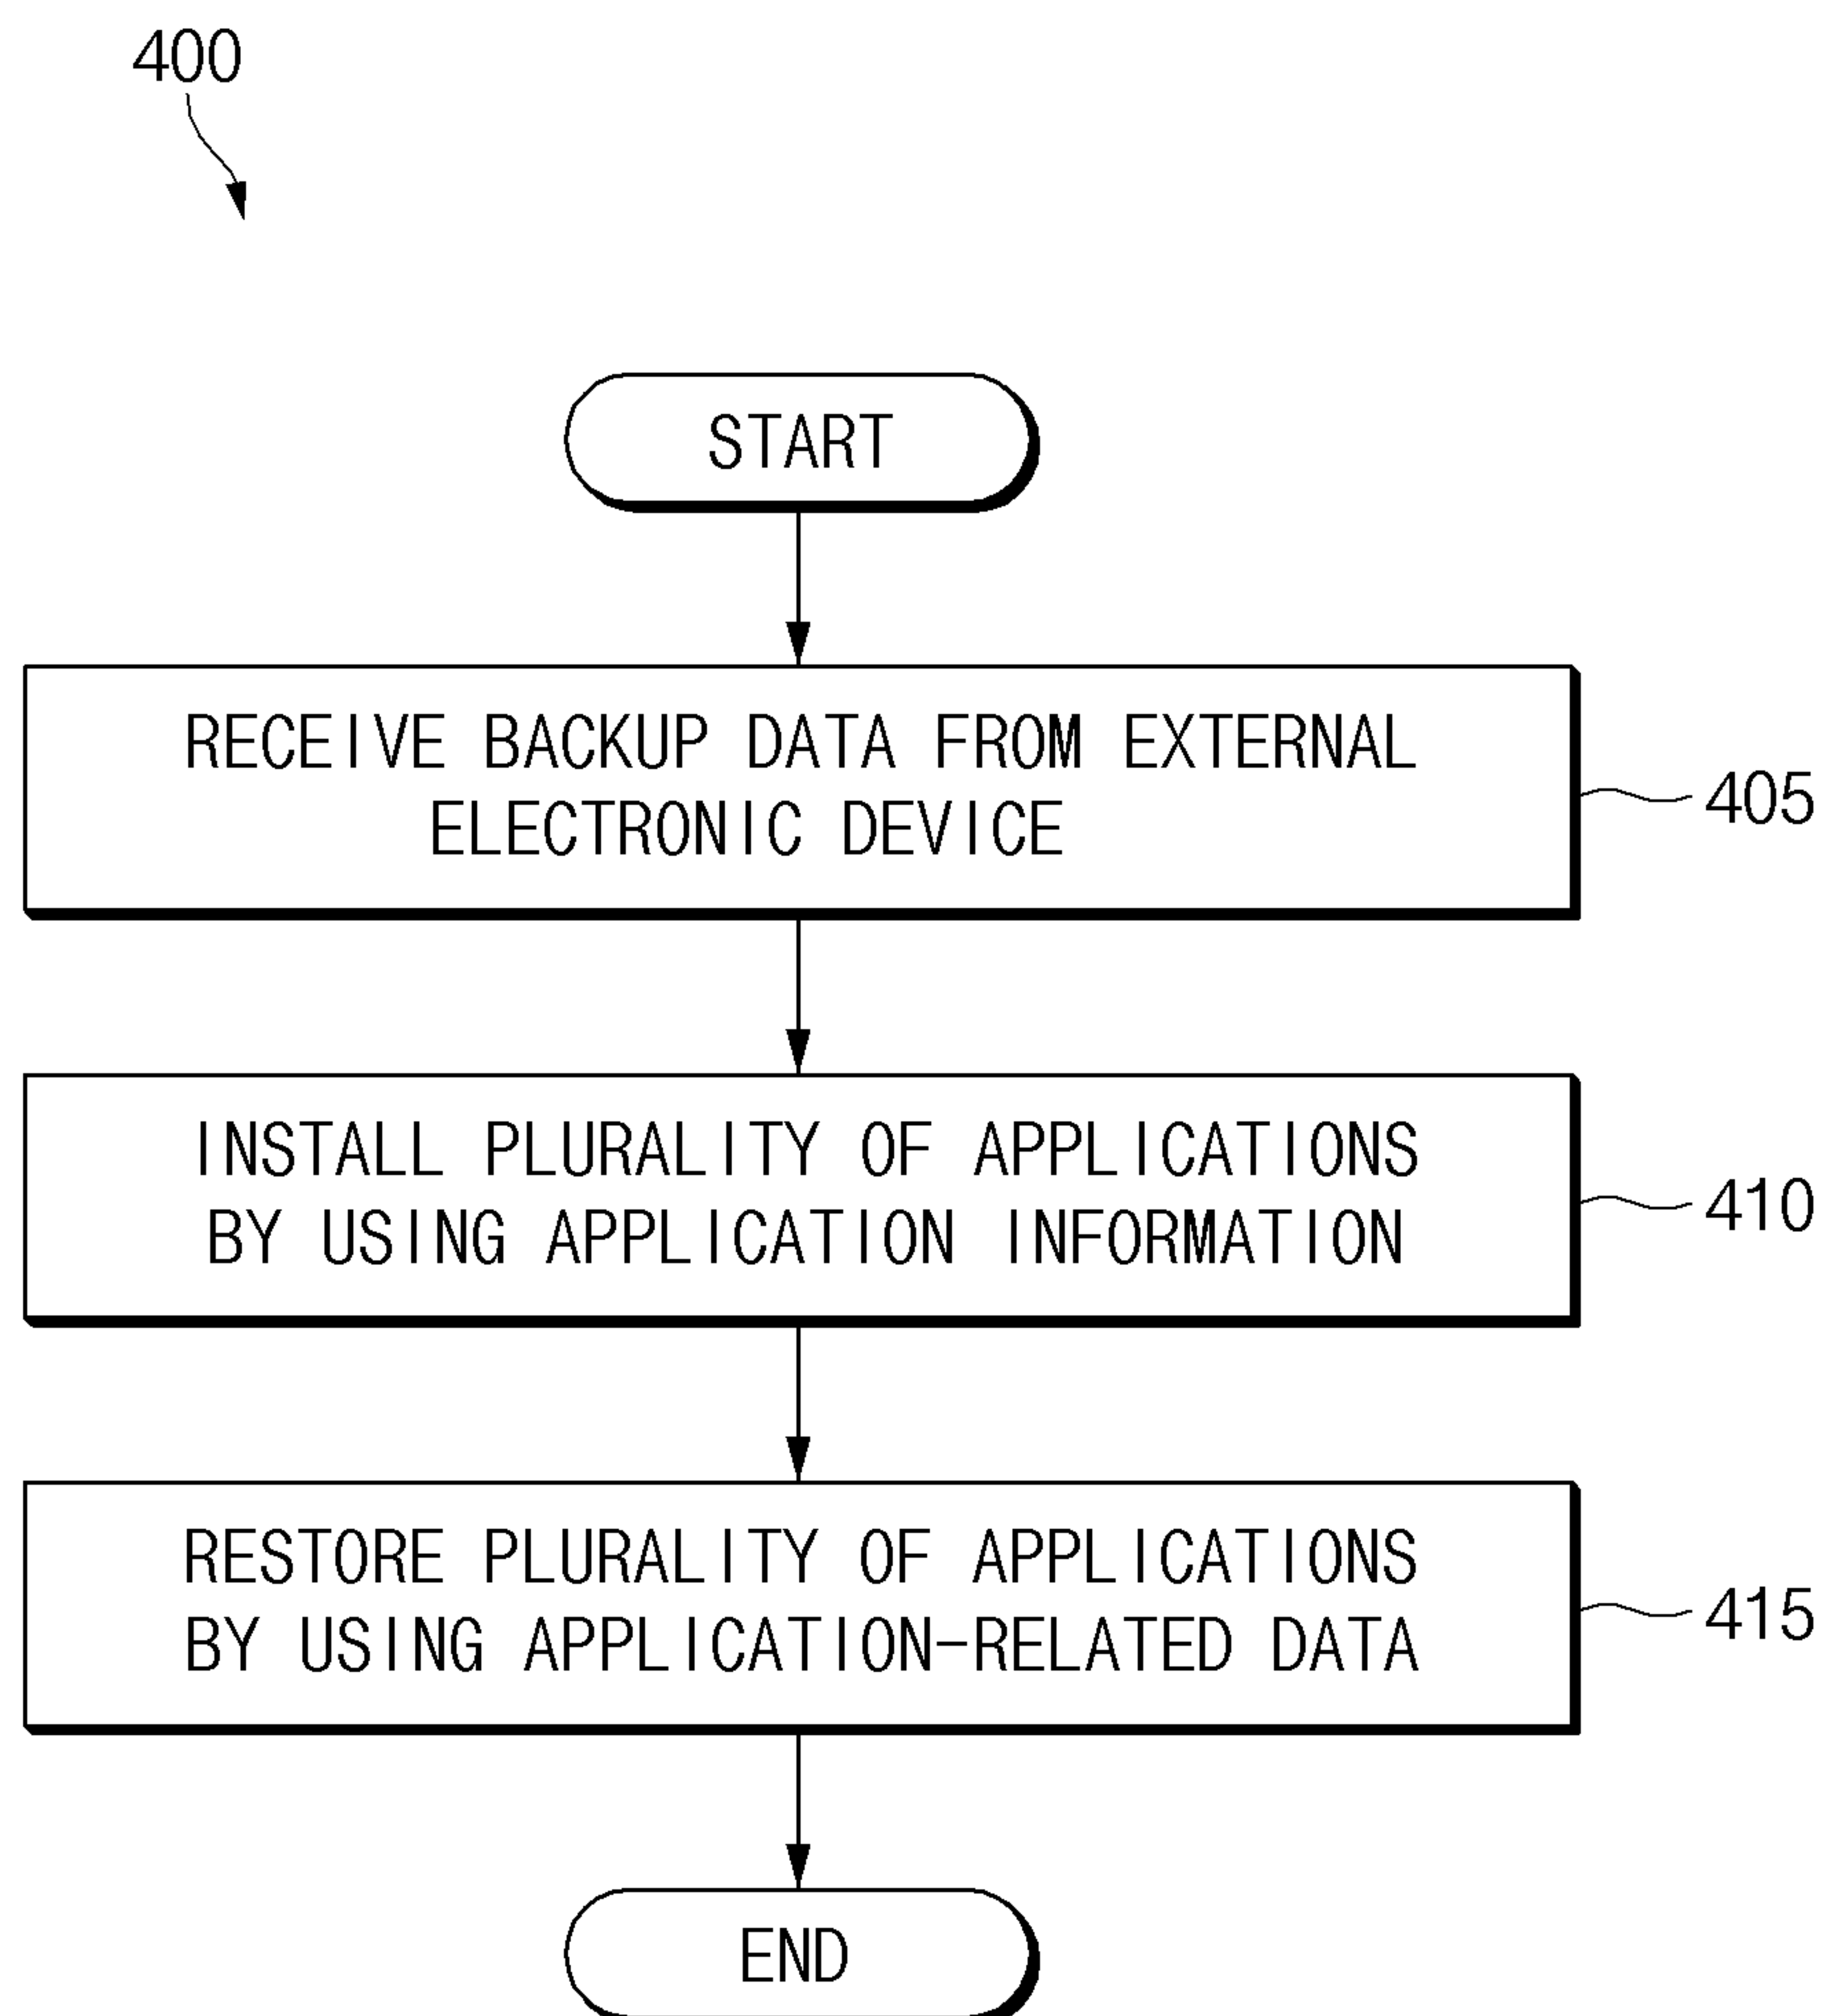 400
START
RECEIVE BACKUP DATA FROM EXTERNAL
ELECTRONIC DEVICE
405
INSTALL PLURALITY OF APPLICATIONS
BY USING APPLICATION INFORMATION
410
RESTORE PLURALITY OF APPLICATIONS
BY USING APPLICATION-RELATED DATA
415
END